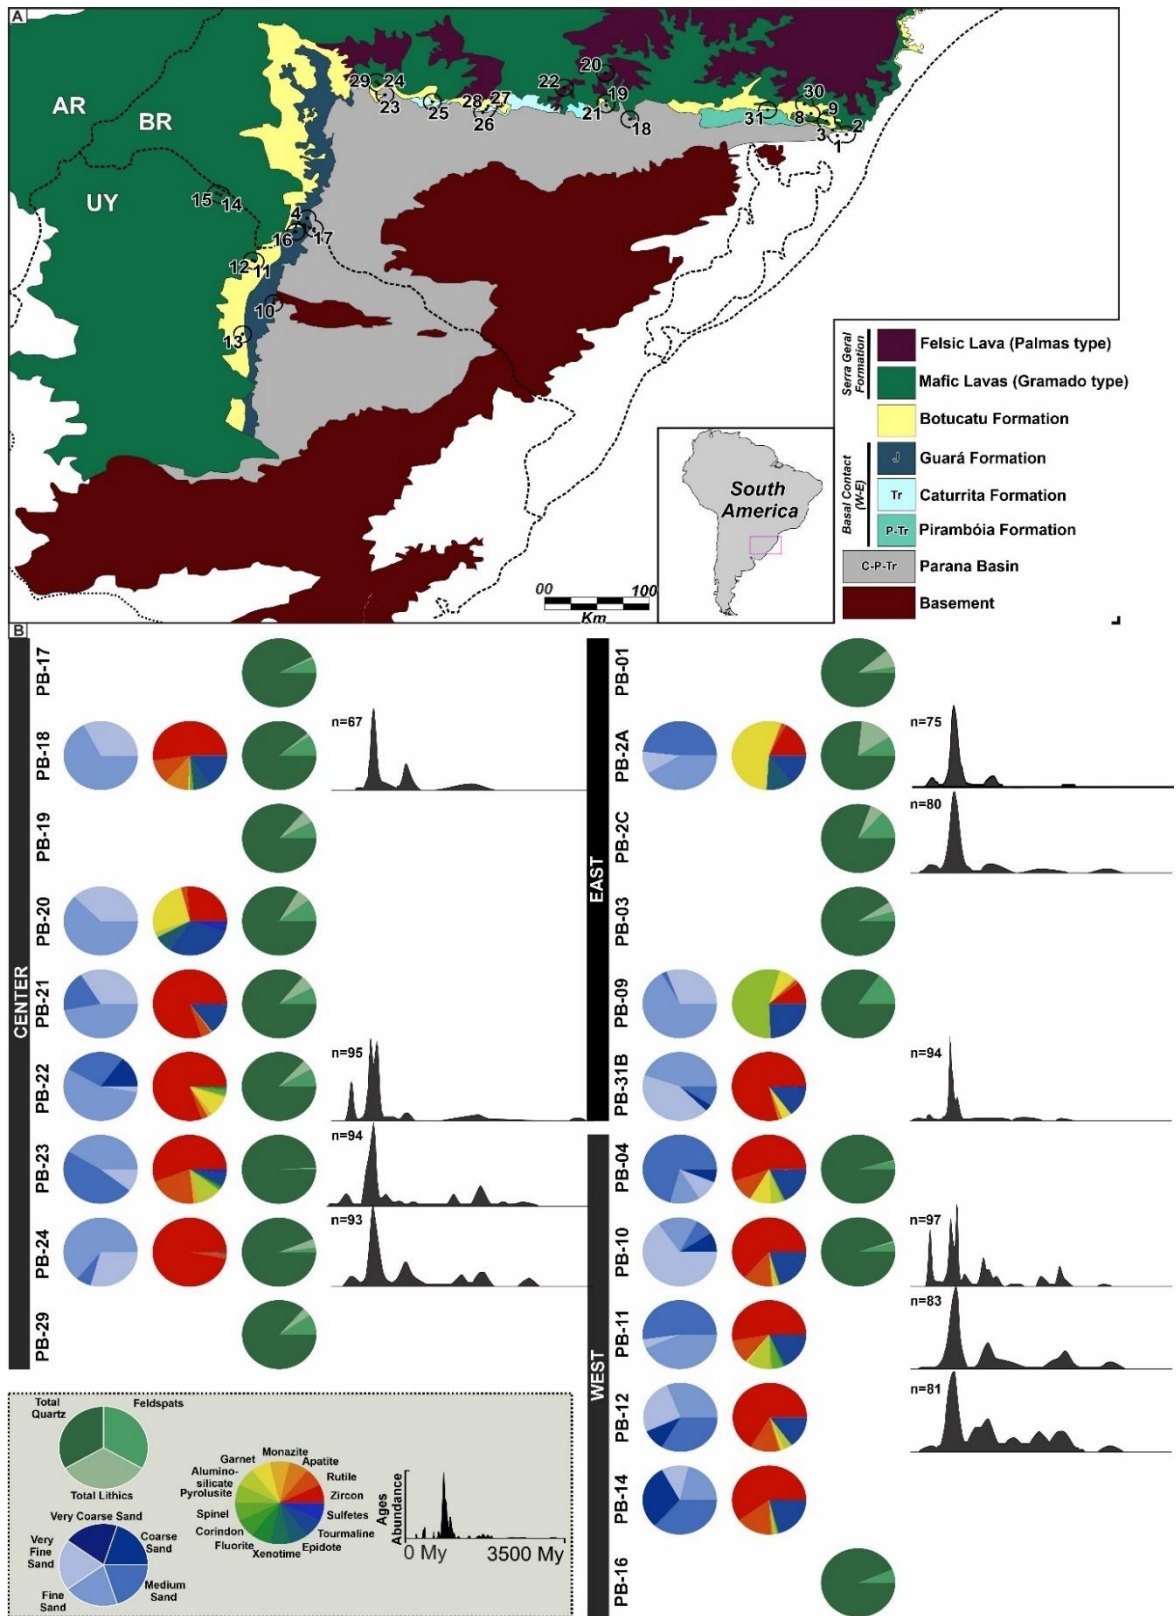 A
AR
BR
UY
29
24
23
25
28
27
26
22
20
19
21
18
30
31
8
9
3
2
1
15
14
4
16
17
12
11
10
13
Serra Geral
Formation
Felsic Lava (Palmas type)
Mafic Lavas (Gramado type)
Botucatu Formation
Basal Contact
(W-E)
J
Guará Formation
Tr
Caturrita Formation
P-Tr
Pirambóia Formation
C-P-Tr
Parana Basin
Basement
South
America
00
100
Km
B
CENTER
PB-17
PB-18
n=67
PB-19
PB-20
PB-21
PB-22
n=95
PB-23
n=94
PB-24
n=93
PB-29
EAST
PB-01
PB-2A
n=75
PB-2C
n=80
PB-03
PB-09
PB-31B
n=94
WEST
PB-04
PB-10
n=97
PB-11
n=83
PB-12
n=81
PB-14
PB-16
Total
Quartz
Feldspats
Total Lithics
Very Coarse Sand
Very
Fine
Sand
Coarse
Sand
Fine
Sand
Medium
Sand
Monazite
Garnet
Apatite
Alumino-
silicate
Rutile
Pyrolusite
Zircon
Spinel
Sulfetes
Corindon
Tourmaline
Fluorite
Epidote
Xenotime
Ages
Abundance
0 My
3500 My